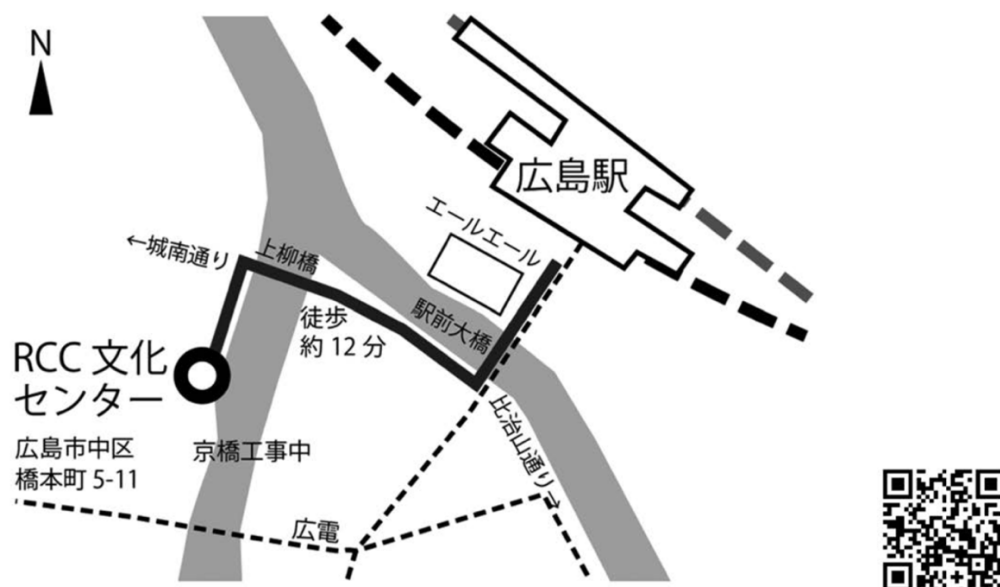 N
広島駅
エールエール
←城南通り
上柳橋
駅前大橋
徒歩
約 12 分
RCC 文化
センター
広島市中区
橋本町 5-11
京橋工事中
比治山通り→
広電